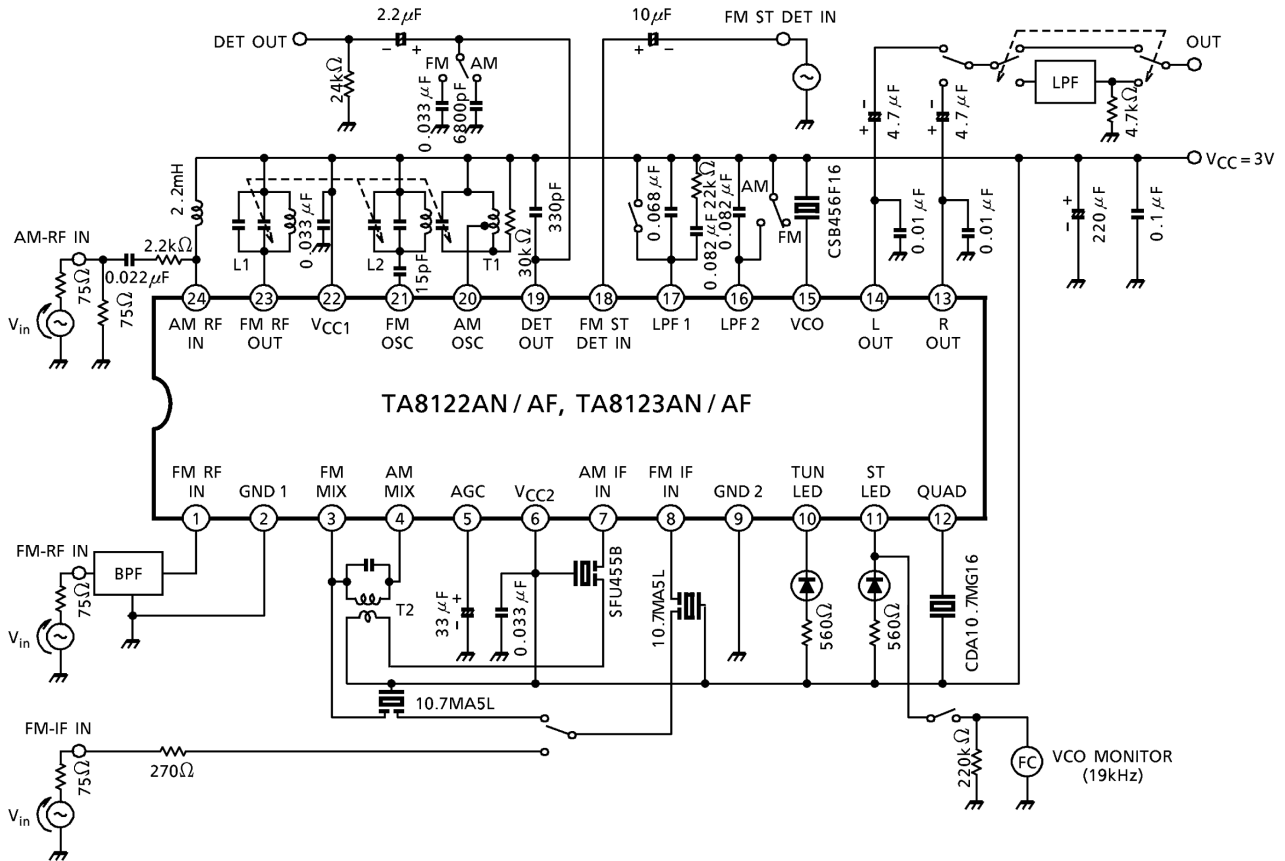 2.2μF
10μF
FM ST DET IN
DET OUT
OUT
24kΩ
FM
AM
0.033μF
6800pF
4.7μF
4.7μF
LPF
4.7kΩ
VCC = 3V
2.2mH
L1
0.033μF
L2
15pF
T1
30kΩ
330pF
0.068μF
22kΩ
0.082μF
0.082μF
AM
FM
CSB456F16
0.01μF
0.01μF
220μF
0.1μF
AM-RF IN
75Ω
0.022μF
2.2kΩ
75Ω
Vin
24 23 22 21 20 19 18 17 16 15 14 13
AM RF IN
FM RF OUT
VCC1
FM OSC
AM OSC
DET OUT
FM ST DET IN
LPF1
LPF2
VCO
L OUT
R OUT
TA8122AN / AF, TA8123AN / AF
FM RF IN
GND 1
FM MIX
AM MIX
AGC
VCC2
AM IF IN
FM IF IN
GND 2
TUN LED
ST LED
QUAD
1 2 3 4 5 6 7 8 9 10 11 12
FM-RF IN
BPF
75Ω
Vin
T2
33μF
0.033μF
SFU455B
10.7MA5L
560Ω
560Ω
CDA10.7MG16
10.7MA5L
FM-IF IN
75Ω
270Ω
Vin
220kΩ
FC
VCO MONITOR
(19kHz)